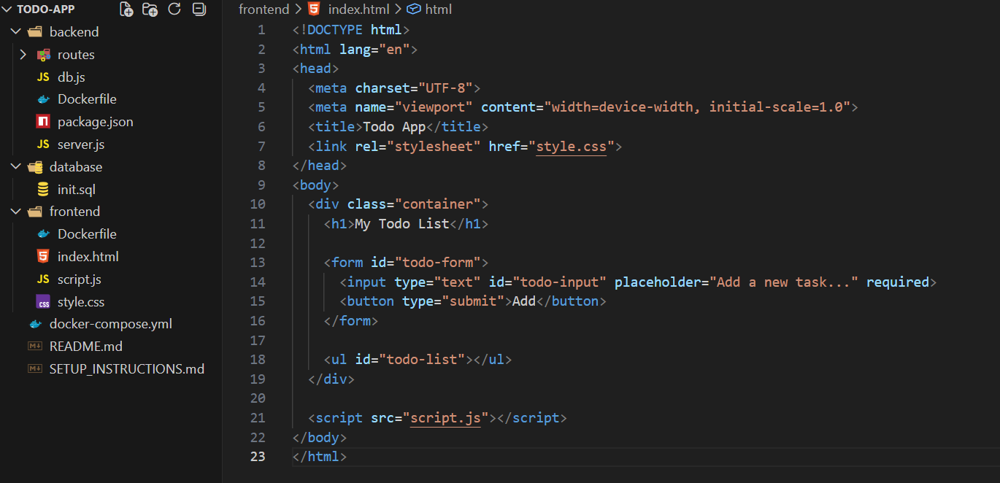 TODO-APP
backend
routes
JS db.js
Dockerfile
package.json
JS server.js
database
init.sql
frontend
Dockerfile
5 index.html
JS script.js
css style.css
docker-compose.yml
M README.md
M SETUP_INSTRUCTIONS.md
frontend > 5 index.html > html
1 <!DOCTYPE html>
2 <html lang="en">
3 <head>
4   <meta charset="UTF-8">
5   <meta name="viewport" content="width=device-width, initial-scale=1.0">
6   <title>Todo App</title>
7   <link rel="stylesheet" href="style.css">
8 </head>
9 <body>
10   <div class="container">
11     <h1>My Todo List</h1>
12
13     <form id="todo-form">
14       <input type="text" id="todo-input" placeholder="Add a new task..." required>
15       <button type="submit">Add</button>
16     </form>
17
18     <ul id="todo-list"></ul>
19   </div>
20
21   <script src="script.js"></script>
22 </body>
23 </html>